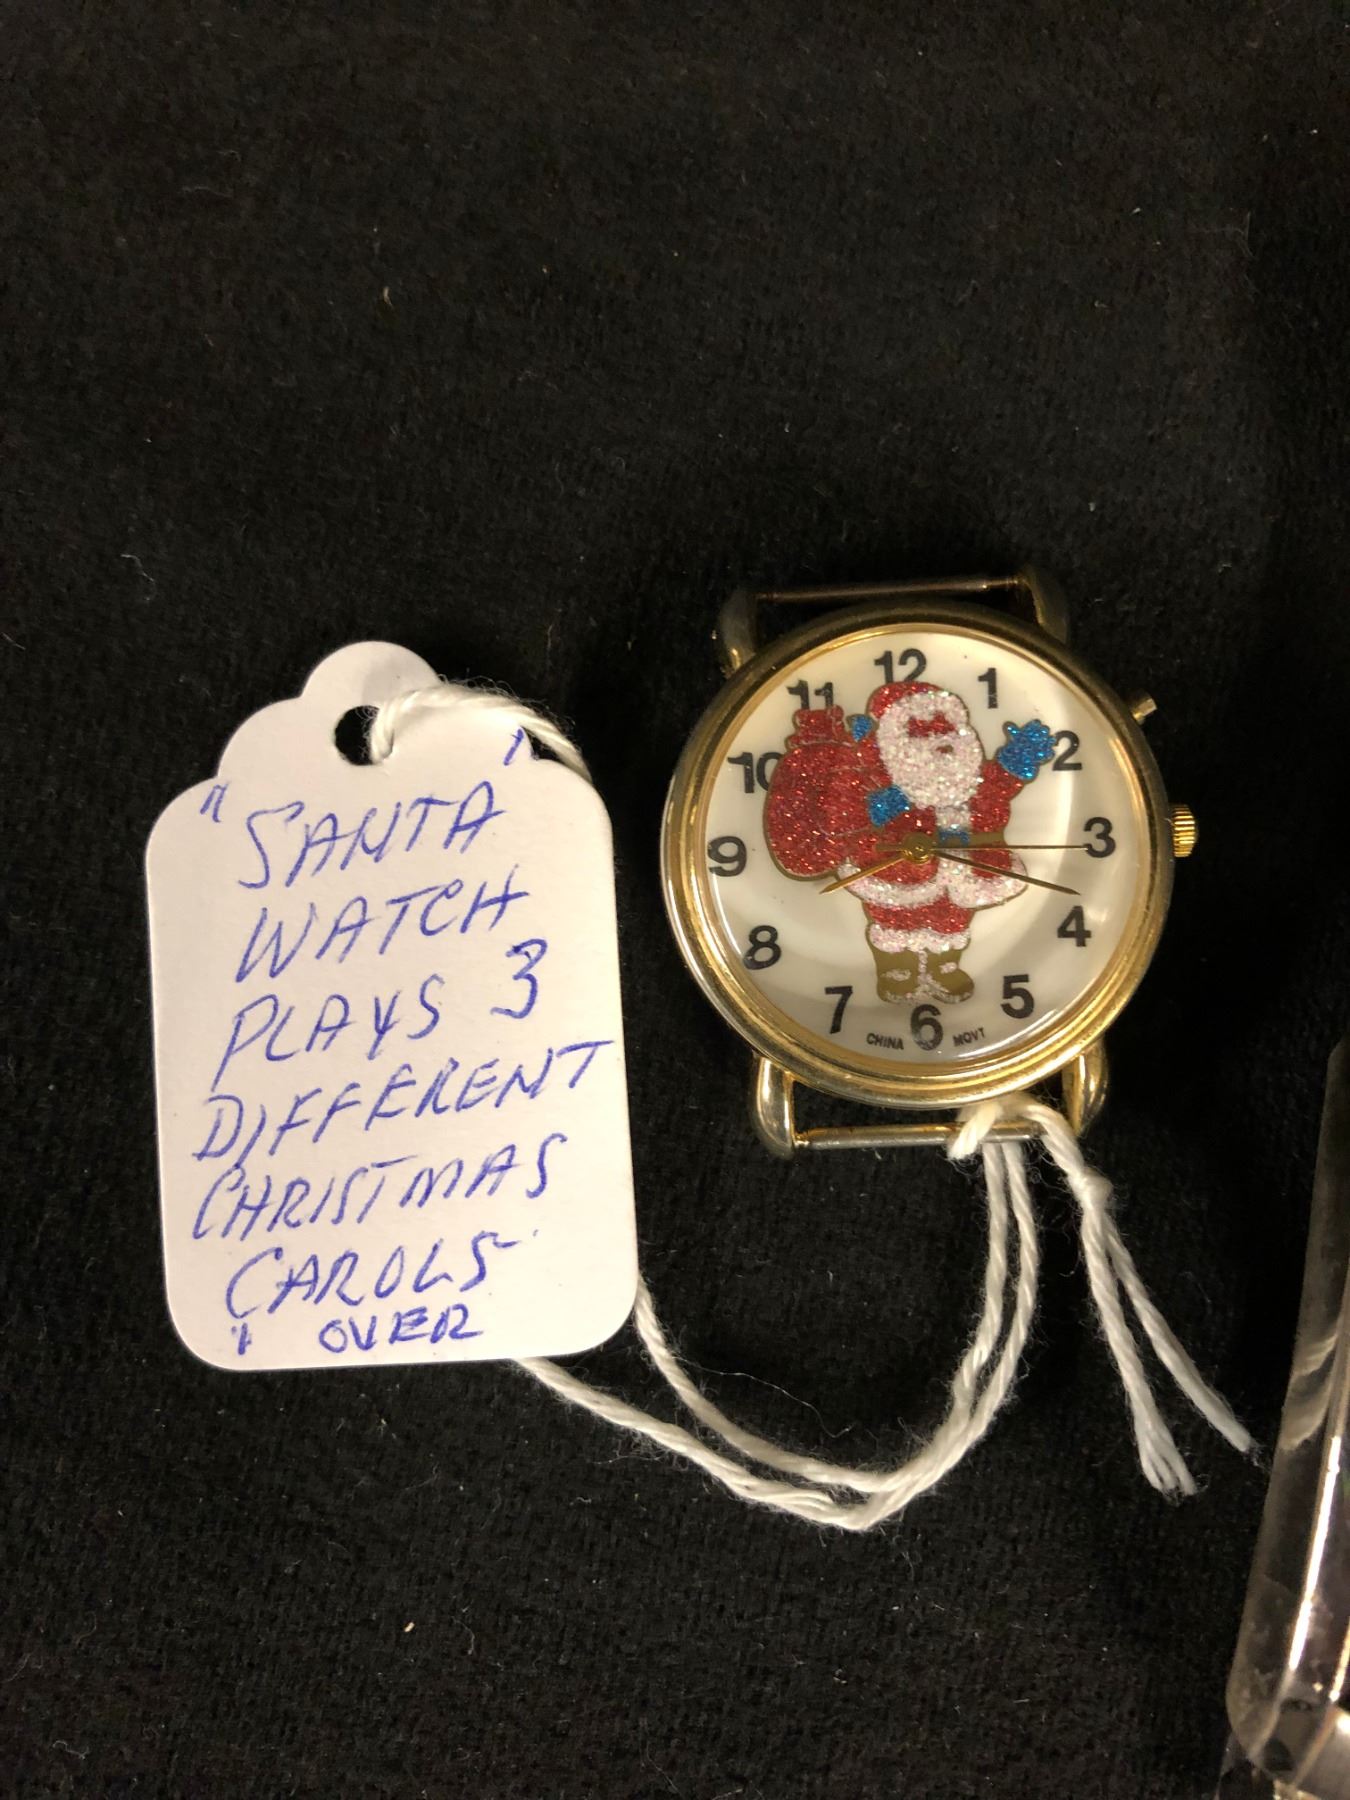 "SANTA"
WATCH
PLAYS 3
DIFFERENT
CHRISTMAS
CAROLS
" OVER
12
11 1
10 2
9 3
8 4
7 5
6
CHINA MOVT